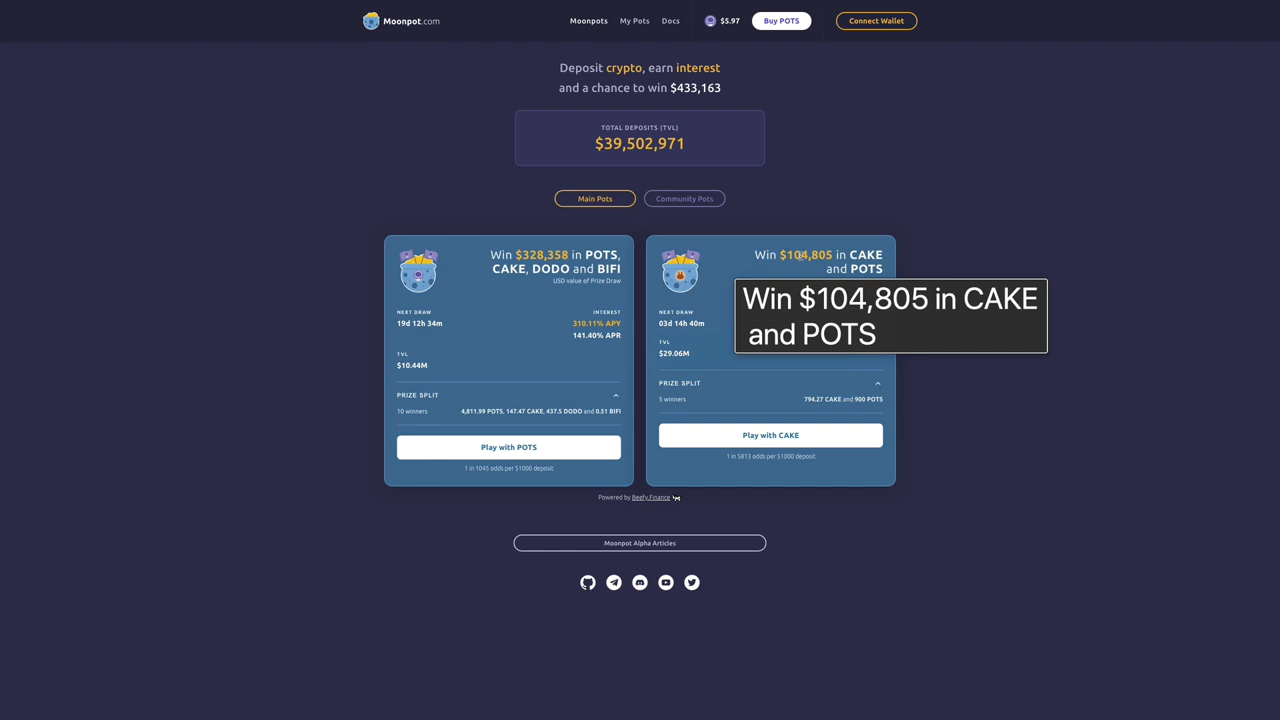 Moonpot.com
Moonpots My Pots Docs $5.97 Buy POTS Connect Wallet
Deposit crypto, earn interest
and a chance to win $433,163
TOTAL DEPOSITS (TVL)
$39,502,971
Main Pots Community Pots
Win $328,358 in POTS,
CAKE, DODO and BIFI
USD value of Prize Draw
NEXT DRAW INTEREST
19d 12h 34m 310.11% APY
141.40% APR
TVL
$10.44M
PRIZE SPLIT
10 winners 4,811.99 POTS, 147.47 CAKE, 437.5 DODO and 0.51 BIFI
Play with POTS
1 in 1045 odds per $1000 deposit
Win $104,805 in CAKE
and POTS
Win $104,805 in CAKE
and POTS
NEXT DRAW
03d 14h 40m
TVL
$29.06M
PRIZE SPLIT
5 winners 794.27 CAKE and 900 POTS
Play with CAKE
1 in 5813 odds per $1000 deposit
Powered by Beefy.Finance
Moonpot Alpha Articles